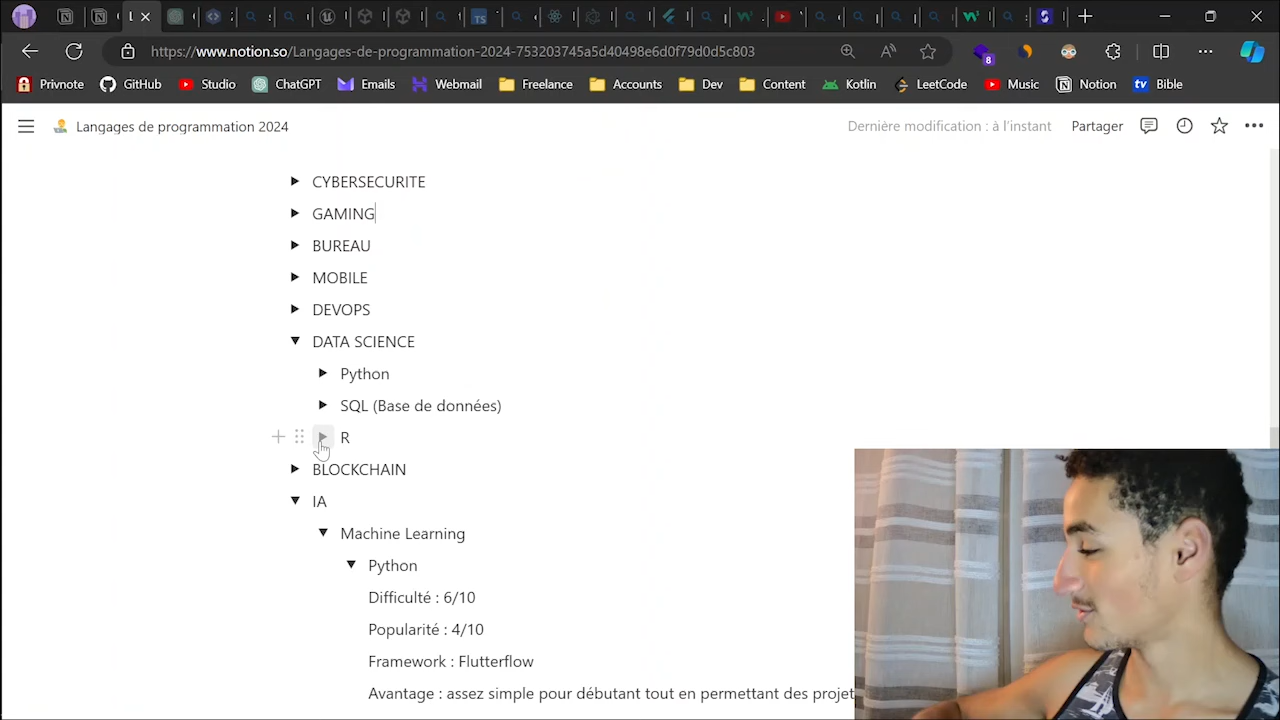 L
TS
https://www.notion.so/Langages-de-programmation-2024-753203745a5d40498e6d0f79d0d5c803
8
Privnote GitHub Studio ChatGPT Emails Webmail Freelance Accounts Dev Content Kotlin LeetCode Music Notion tv Bible
Langages de programmation 2024
Dernière modification : à l'instant Partager
CYBERSECURITE
GAMING
BUREAU
MOBILE
DEVOPS
DATA SCIENCE
Python
SQL (Base de données)
R
BLOCKCHAIN
IA
Machine Learning
Python
Difficulté : 6/10
Popularité : 4/10
Framework : Flutterflow
Avantage : assez simple pour débutant tout en permettant des projet